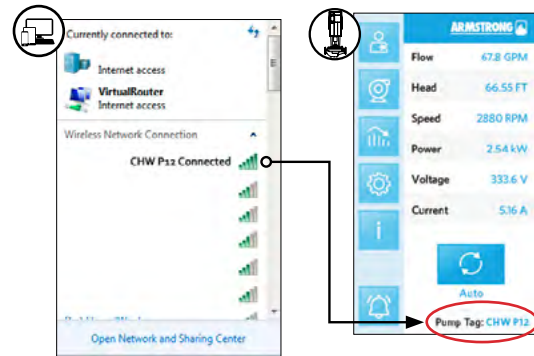 Currently connected to:
Internet access
VirtualRouter
Internet access
Wireless Network Connection
CHW P12 Connected
Open Network and Sharing Center
ARMSTRONG
Flow 67.8 GPM
Head 66.55 FT
Speed 2880 RPM
Power 2.54 kW
Voltage 333.6 V
Current 5.16 A
i
Auto
Pump Tag: CHW P12